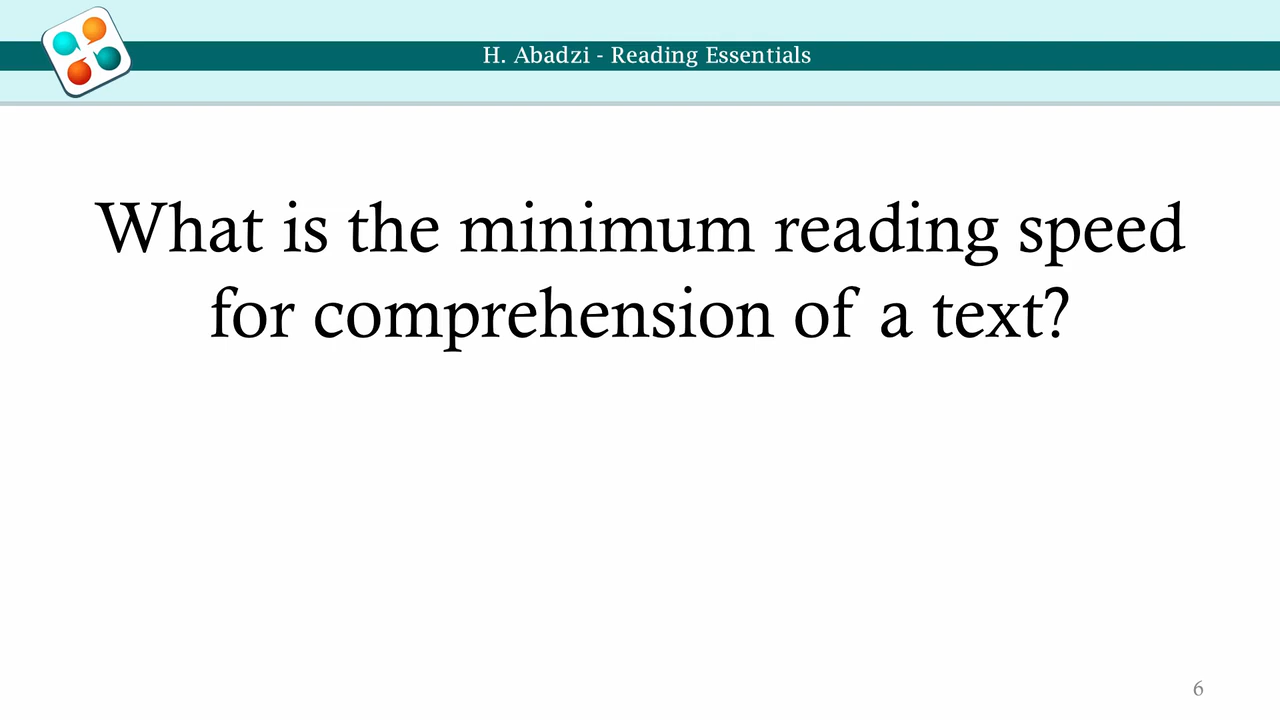 H. Abadzi - Reading Essentials
What is the minimum reading speed
for comprehension of a text?
6